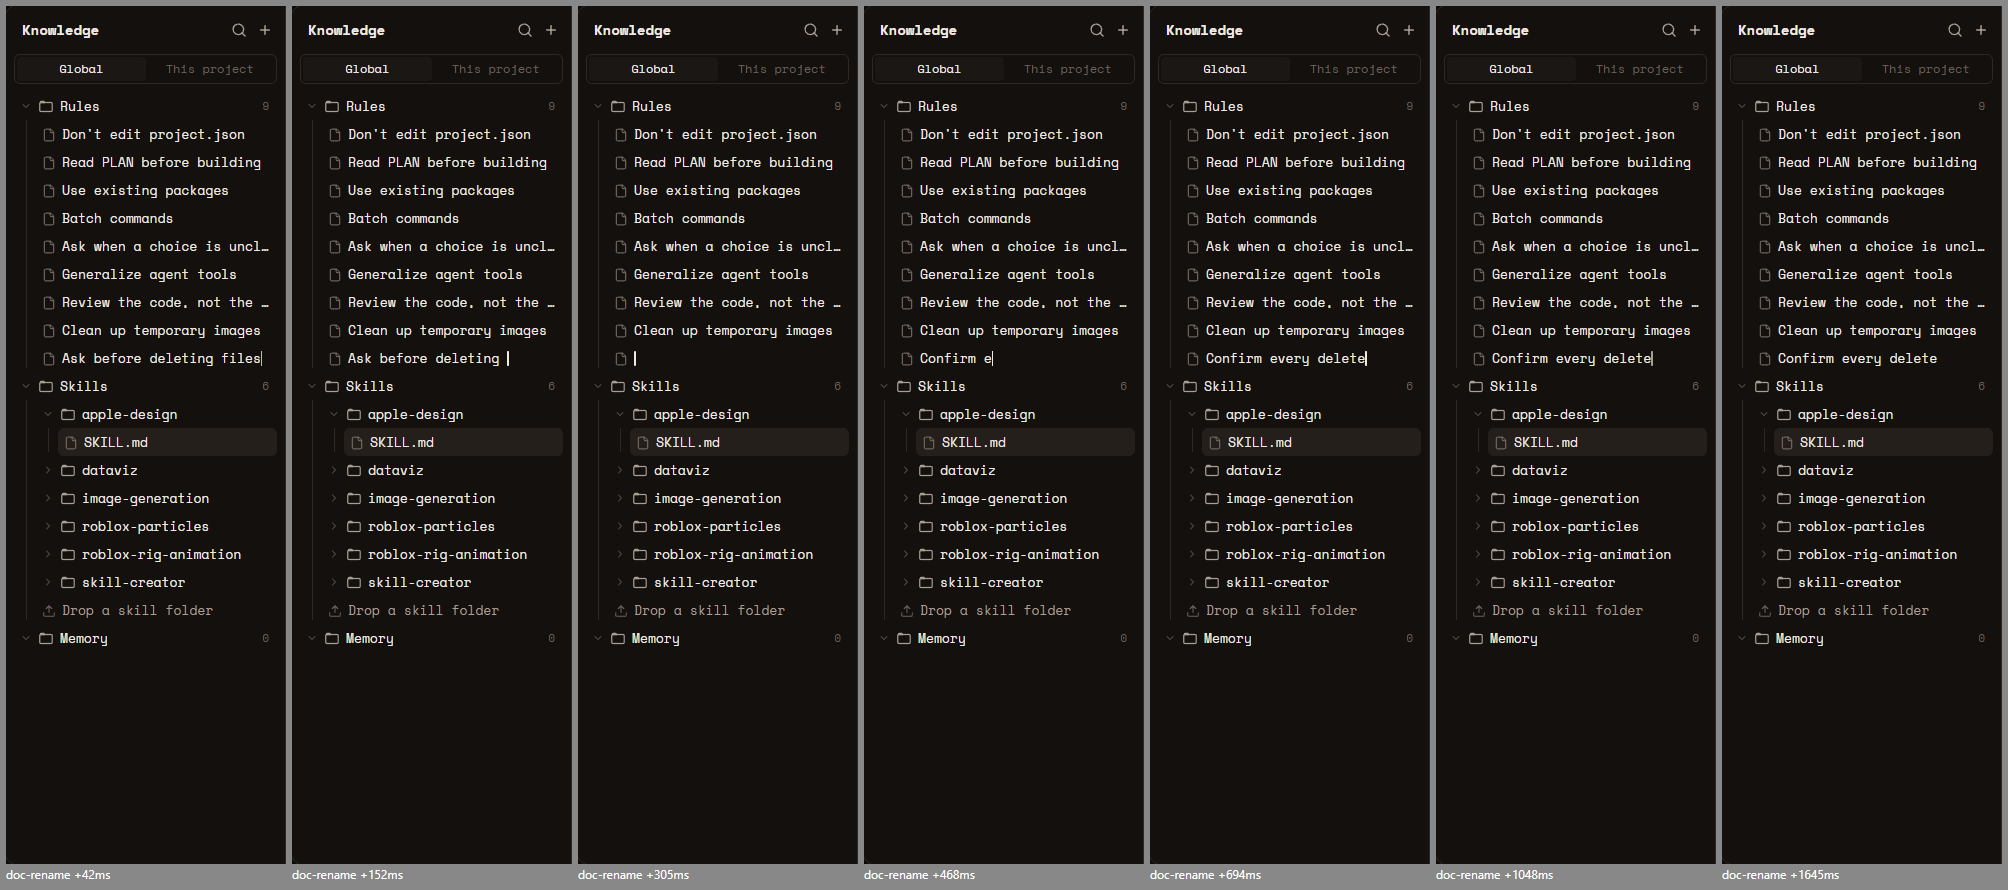 Knowledge
Global This project
Rules 9
Don't edit project.json
Read PLAN before building
Use existing packages
Batch commands
Ask when a choice is uncl…
Generalize agent tools
Review the code, not the …
Clean up temporary images
Ask before deleting files
Skills 6
apple-design
SKILL.md
dataviz
image-generation
roblox-particles
roblox-rig-animation
skill-creator
Drop a skill folder
Memory 0
doc-rename +42ms
Knowledge
Global This project
Rules 9
Don't edit project.json
Read PLAN before building
Use existing packages
Batch commands
Ask when a choice is uncl…
Generalize agent tools
Review the code, not the …
Clean up temporary images
Ask before deleting
Skills 6
apple-design
SKILL.md
dataviz
image-generation
roblox-particles
roblox-rig-animation
skill-creator
Drop a skill folder
Memory 0
doc-rename +152ms
Knowledge
Global This project
Rules 9
Don't edit project.json
Read PLAN before building
Use existing packages
Batch commands
Ask when a choice is uncl…
Generalize agent tools
Review the code, not the …
Clean up temporary images
Skills 6
apple-design
SKILL.md
dataviz
image-generation
roblox-particles
roblox-rig-animation
skill-creator
Drop a skill folder
Memory 0
doc-rename +305ms
Knowledge
Global This project
Rules 9
Don't edit project.json
Read PLAN before building
Use existing packages
Batch commands
Ask when a choice is uncl…
Generalize agent tools
Review the code, not the …
Clean up temporary images
Confirm e
Skills 6
apple-design
SKILL.md
dataviz
image-generation
roblox-particles
roblox-rig-animation
skill-creator
Drop a skill folder
Memory 0
doc-rename +468ms
Knowledge
Global This project
Rules 9
Don't edit project.json
Read PLAN before building
Use existing packages
Batch commands
Ask when a choice is uncl…
Generalize agent tools
Review the code, not the …
Clean up temporary images
Confirm every delete
Skills 6
apple-design
SKILL.md
dataviz
image-generation
roblox-particles
roblox-rig-animation
skill-creator
Drop a skill folder
Memory 0
doc-rename +694ms
Knowledge
Global This project
Rules 9
Don't edit project.json
Read PLAN before building
Use existing packages
Batch commands
Ask when a choice is uncl…
Generalize agent tools
Review the code, not the …
Clean up temporary images
Confirm every delete
Skills 6
apple-design
SKILL.md
dataviz
image-generation
roblox-particles
roblox-rig-animation
skill-creator
Drop a skill folder
Memory 0
doc-rename +1048ms
Knowledge
Global This project
Rules 9
Don't edit project.json
Read PLAN before building
Use existing packages
Batch commands
Ask when a choice is uncl…
Generalize agent tools
Review the code, not the …
Clean up temporary images
Confirm every delete
Skills 6
apple-design
SKILL.md
dataviz
image-generation
roblox-particles
roblox-rig-animation
skill-creator
Drop a skill folder
Memory 0
doc-rename +1645ms